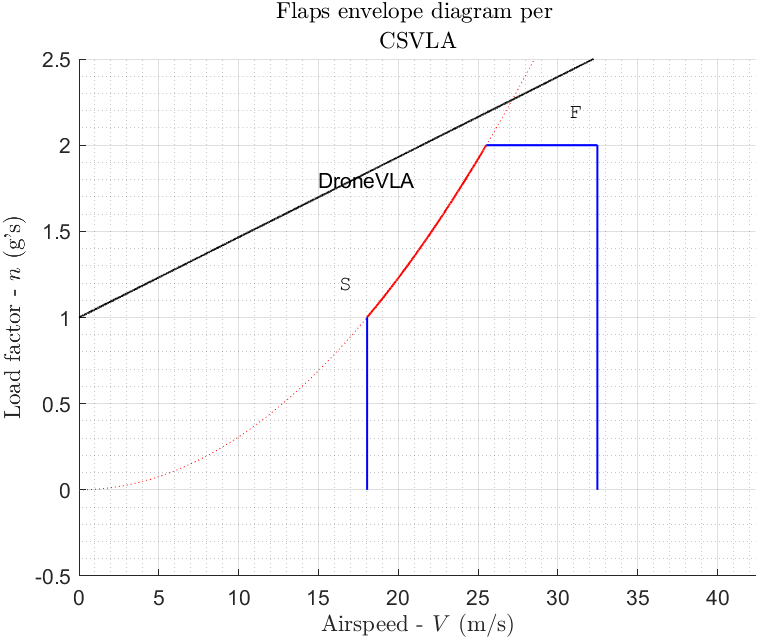 Flaps envelope diagram per
CSVLA
2.5
F
2
DroneVLA
1.5
S
1
0.5
0
-0.5
Load factor - n (g's)
0 5 10 15 20 25 30 35 40
Airspeed - V (m/s)